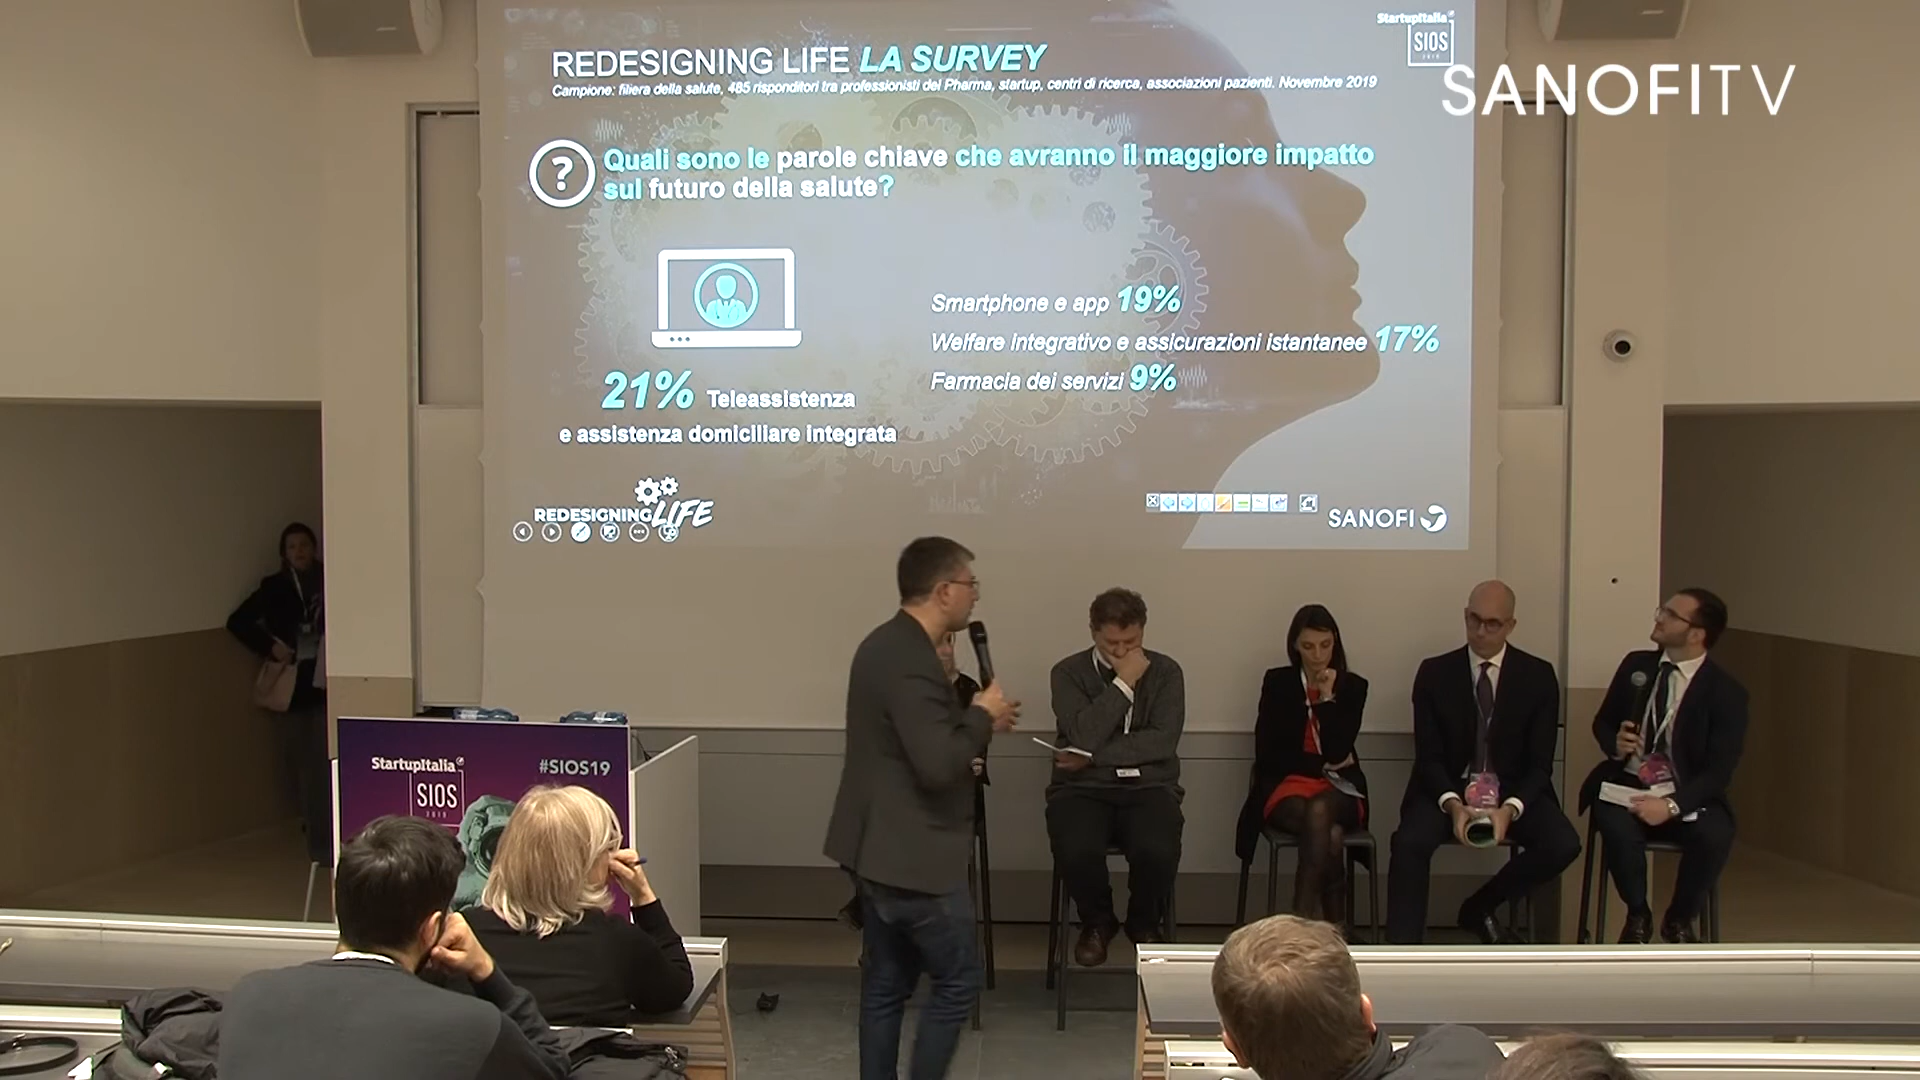 REDESIGNING LIFE LA SURVEY
Campione: filiera della salute, 485 risponditori tra professionisti del Pharma, startup, centri di ricerca, associazioni pazienti. Novembre 2019
StartupItalia
SIOS
2019
SANOFITV
?
Quali sono le parole chiave che avranno il maggiore impatto
sul futuro della salute?
Smartphone e app 19%
Welfare integrativo e assicurazioni istantanee 17%
Farmacia dei servizi 9%
21% Teleassistenza
e assistenza domiciliare integrata
REDESIGNING LIFE
SANOFI
StartupItalia
#SIOS19
SIOS
2019